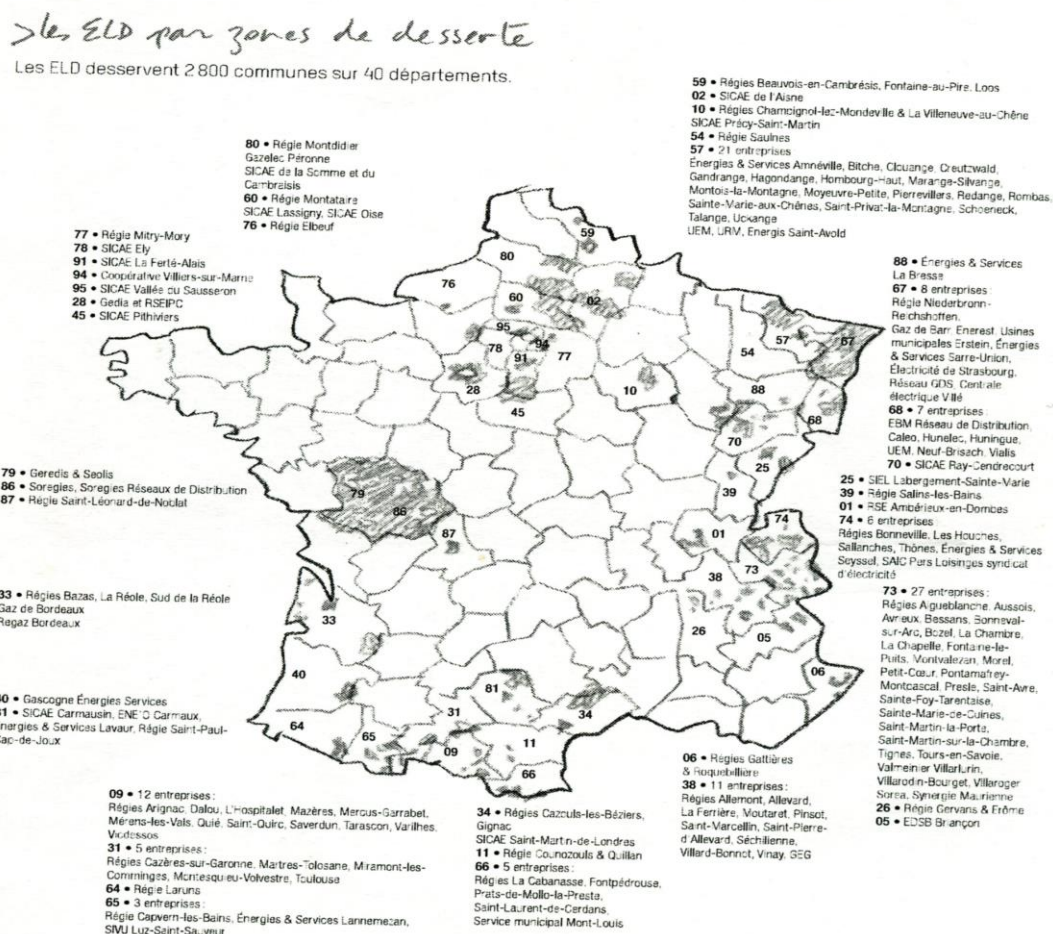 >les ELD par zones de desserte
Les ELD desservent 2 800 communes sur 40 départements.
59 • Régies Beauvois-en-Cambrésis, Fontaine-au-Pire, Loos
02 • SICAE de l'Aisne
10 • Régies Champignol-lez-Mondeville & La Villeneuve-au-Chêne
SICAE Précy-Saint-Martin
54 • Régie Saulnes
57 • 21 entreprises
Énergies & Services Amnéville, Bitche, Clouange, Creutzwald,
Gandrange, Hagondange, Hombourg-Haut, Marange-Silvange,
Montois-la-Montagne, Moyeuvre-Petite, Pierrevillers, Redange, Rombas,
Sainte-Marie-aux-Chênes, Saint-Privat-la-Montagne, Schoeneck,
Talange, Uckange
UEM, URM, Energis Saint-Avold
80 • Régie Montdidier
Gazelec Péronne
SICAE de la Somme et du
Cambraisis
60 • Régie Montataire
SICAE Lassigny, SICAE Oise
76 • Régie Elbeuf
77 • Régie Mitry-Mory
78 • SICAE Ely
91 • SICAE La Ferté-Alais
94 • Coopérative Villiers-sur-Marne
95 • SICAE Vallée du Sausseron
28 • Gedia et RSEIPC
45 • SICAE Pithiviers
88 • Énergies & Services
La Bresse
67 • 8 entreprises :
Régie Niederbronn-
Reichshoffen,
Gaz de Barr, Enerest, Usines
municipales Erstein, Énergies
& Services Sarre-Union,
Électricité de Strasbourg,
Réseau GDS, Centrale
électrique Villé
68 • 7 entreprises :
EBM Réseau de Distribution,
Caleo, Hunelec, Huningue,
UEM, Neuf-Brisach, Vialis
70 • SICAE Ray-Cendrecourt
25 • SIEL Labergement-Sainte-Marie
39 • Régie Salins-les-Bains
01 • RSE Ambérieux-en-Dombes
74 • 6 entreprises
Régies Bonneville, Les Houches,
Sallanches, Thônes, Énergies & Services
Seyssel, SAIC Pers Loisinges syndicat
d'électricité
73 • 27 entreprises :
Régies Aigueblanche, Aussois,
Avrieux, Bessans, Bonneval-
sur-Arc, Bozel, La Chambre,
La Chapelle, Fontaine-le-
Puits, Montvalezan, Morel,
Petit-Cœur, Pontamafrey-
Montpascal, Presle, Saint-Avre,
Sainte-Foy-Tarentaise,
Sainte-Marie-de-Cuines,
Saint-Martin-la-Porte,
Saint-Martin-sur-la-Chambre,
Tignes, Tours-en-Savoie,
Valmeinier Villarlurin,
Villarodin-Bourget, Villaroger
Sorea, Synergie Maurienne
26 • Régie Gervans & Erôme
05 • EDSB Briançon
79 • Geredis & Seolis
86 • Soregies, Soregies Réseaux de Distribution
87 • Régie Saint-Léonard-de-Noblat
33 • Régies Bazas, La Réole, Sud de la Réole
Gaz de Bordeaux
Regaz Bordeaux
40 • Gascogne Énergies Services
81 • SICAE Carmausin, ENEO Carmaux,
Énergies & Services Lavaur, Régie Saint-Paul-
Cap-de-Joux
09 • 12 entreprises :
Régies Arignac, Dalou, L'Hospitalet, Mazères, Mercus-Garrabet,
Mérens-les-Vals, Quié, Saint-Quirc, Saverdun, Tarascon, Varilhes,
Vicdessos
31 • 5 entreprises :
Régies Cazères-sur-Garonne, Martres-Tolosane, Miramont-les-
Comminges, Montesquieu-Volvestre, Toulouse
64 • Régie Laruns
65 • 3 entreprises :
Régie Capvern-les-Bains, Énergies & Services Lannemezan,
SIVU Luz-Saint-Sauveur
34 • Régies Cazouls-les-Béziers,
Gignac
SICAE Saint-Martin-de-Londres
11 • Régie Counozouls & Quillan
66 • 5 entreprises :
Régies La Cabanasse, Fontpédrouse,
Prats-de-Mollo-la-Presta,
Saint-Laurent-de-Cerdans,
Service municipal Mont-Louis
06 • Régies Gattières
& Roquebillière
38 • 11 entreprises :
Régies Allemont, Allevard,
La Ferrière, Moutaret, Pinsot,
Saint-Marcellin, Saint-Pierre-
d'Allevard, Séchilienne,
Villard-Bonnot, Vinay, GEG
59
80
76
60
02
95
94
78
91
77
28
45
10
54
57
67
88
68
70
25
39
79
86
87
01
74
73
38
26
05
06
33
40
64
65
31
09
81
34
11
66